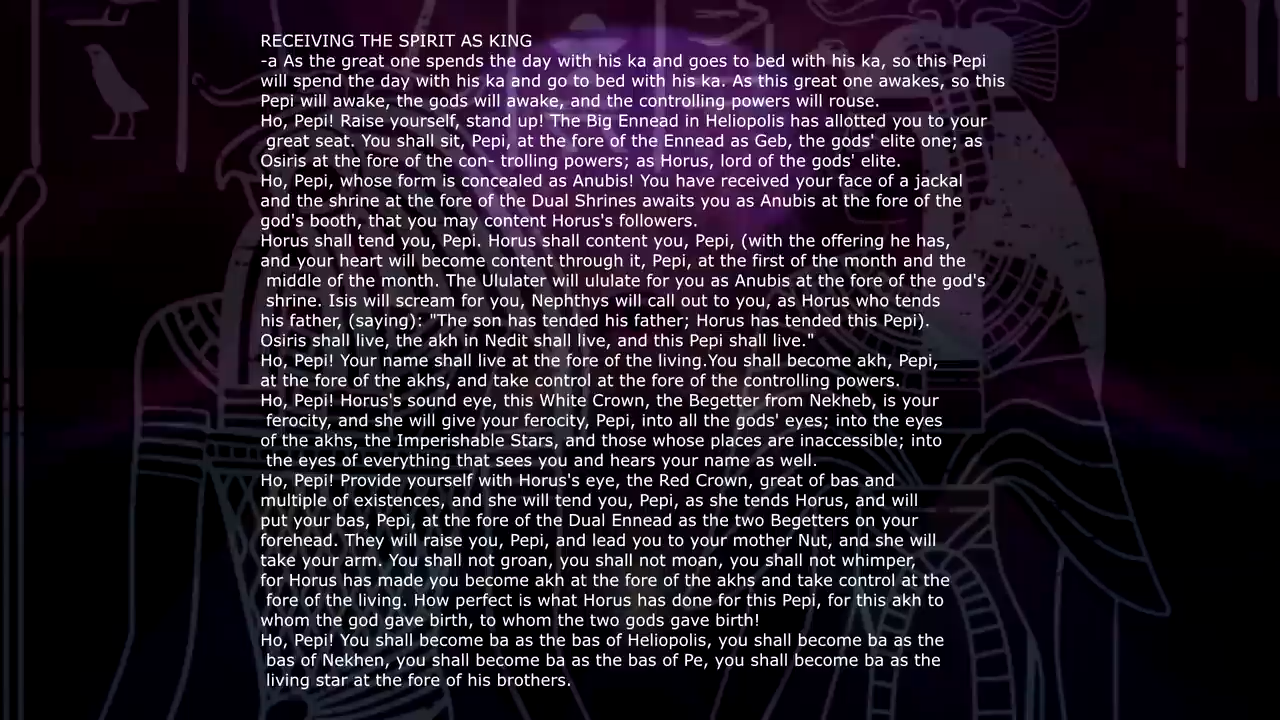 RECEIVING THE SPIRIT AS KING
-a As the great one spends the day with his ka and goes to bed with his ka, so this Pepi
will spend the day with his ka and go to bed with his ka. As this great one awakes, so this
Pepi will awake, the gods will awake, and the controlling powers will rouse.
Ho, Pepi! Raise yourself, stand up! The Big Ennead in Heliopolis has allotted you to your
great seat. You shall sit, Pepi, at the fore of the Ennead as Geb, the gods' elite one; as
Osiris at the fore of the con- trolling powers; as Horus, lord of the gods' elite.
Ho, Pepi, whose form is concealed as Anubis! You have received your face of a jackal
and the shrine at the fore of the Dual Shrines awaits you as Anubis at the fore of the
god's booth, that you may content Horus's followers.
Horus shall tend you, Pepi. Horus shall content you, Pepi, (with the offering he has,
and your heart will become content through it, Pepi, at the first of the month and the
middle of the month. The Ululater will ululate for you as Anubis at the fore of the god's
shrine. Isis will scream for you, Nephthys will call out to you, as Horus who tends
his father, (saying): "The son has tended his father; Horus has tended this Pepi).
Osiris shall live, the akh in Nedit shall live, and this Pepi shall live."
Ho, Pepi! Your name shall live at the fore of the living.You shall become akh, Pepi,
at the fore of the akhs, and take control at the fore of the controlling powers.
Ho, Pepi! Horus's sound eye, this White Crown, the Begetter from Nekheb, is your
ferocity, and she will give your ferocity, Pepi, into all the gods' eyes; into the eyes
of the akhs, the Imperishable Stars, and those whose places are inaccessible; into
the eyes of everything that sees you and hears your name as well.
Ho, Pepi! Provide yourself with Horus's eye, the Red Crown, great of bas and
multiple of existences, and she will tend you, Pepi, as she tends Horus, and will
put your bas, Pepi, at the fore of the Dual Ennead as the two Begetters on your
forehead. They will raise you, Pepi, and lead you to your mother Nut, and she will
take your arm. You shall not groan, you shall not moan, you shall not whimper,
for Horus has made you become akh at the fore of the akhs and take control at the
fore of the living. How perfect is what Horus has done for this Pepi, for this akh to
whom the god gave birth, to whom the two gods gave birth!
Ho, Pepi! You shall become ba as the bas of Heliopolis, you shall become ba as the
bas of Nekhen, you shall become ba as the bas of Pe, you shall become ba as the
living star at the fore of his brothers.